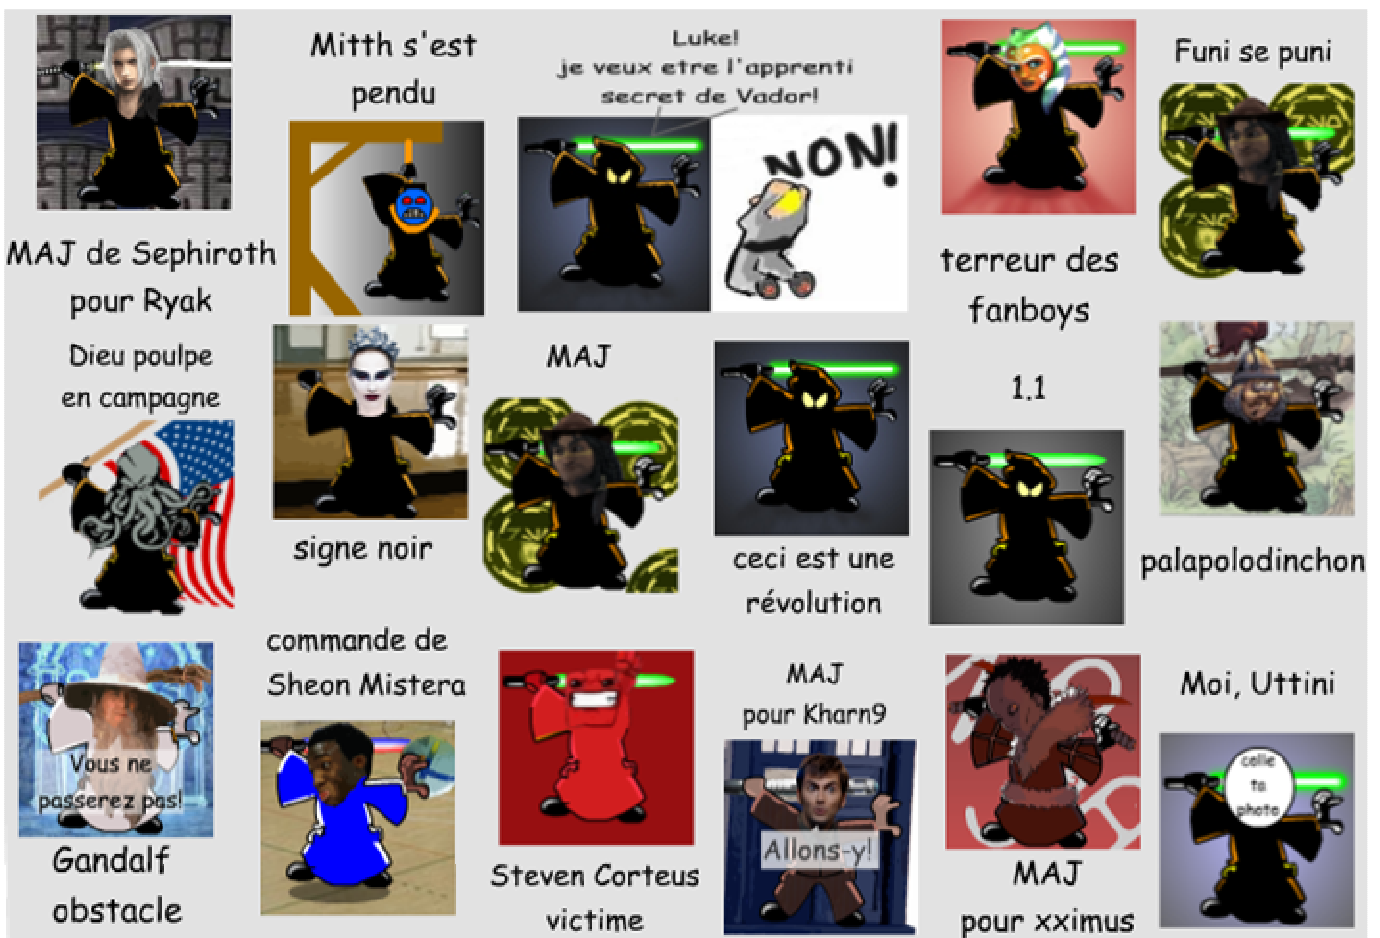 Mitth s'est
pendu
Luke!
je veux etre l'apprenti
secret de Vador!
NON!
Funi se puni
MAJ de Sephiroth
pour Ryak
terreur des
fanboys
Dieu poulpe
en campagne
MAJ
1.1
signe noir
ceci est une
révolution
palapolodinchon
commande de
Sheon Mistera
MAJ
pour Kharn9
Moi, Uttini
Vous ne
passerez pas!
colle
ta
photo
Allons-y!
Gandalf
obstacle
Steven Corteus
victime
MAJ
pour xximus